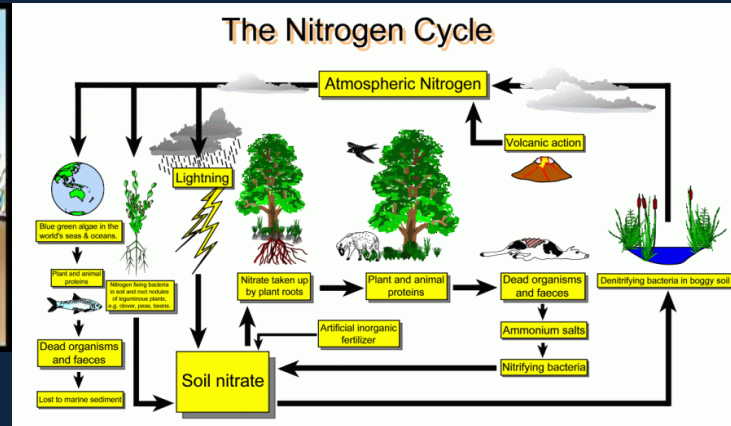 The Nitrogen Cycle
Atmospheric Nitrogen
Volcanic action
Lightning
Blue green algae in the
world's seas & oceans.
Plant and animal
proteins
Nitrogen fixing bacteria
in soil and root nodules
of leguminous plants,
e.g. clover, peas, beans.
Nitrate taken up
by plant roots
Plant and animal
proteins
Dead organisms
and faeces
Denitrifying bacteria in boggy soil
Artificial inorganic
fertilizer
Ammonium salts
Dead organisms
and faeces
Soil nitrate
Nitrifying bacteria
Lost to marine sediment